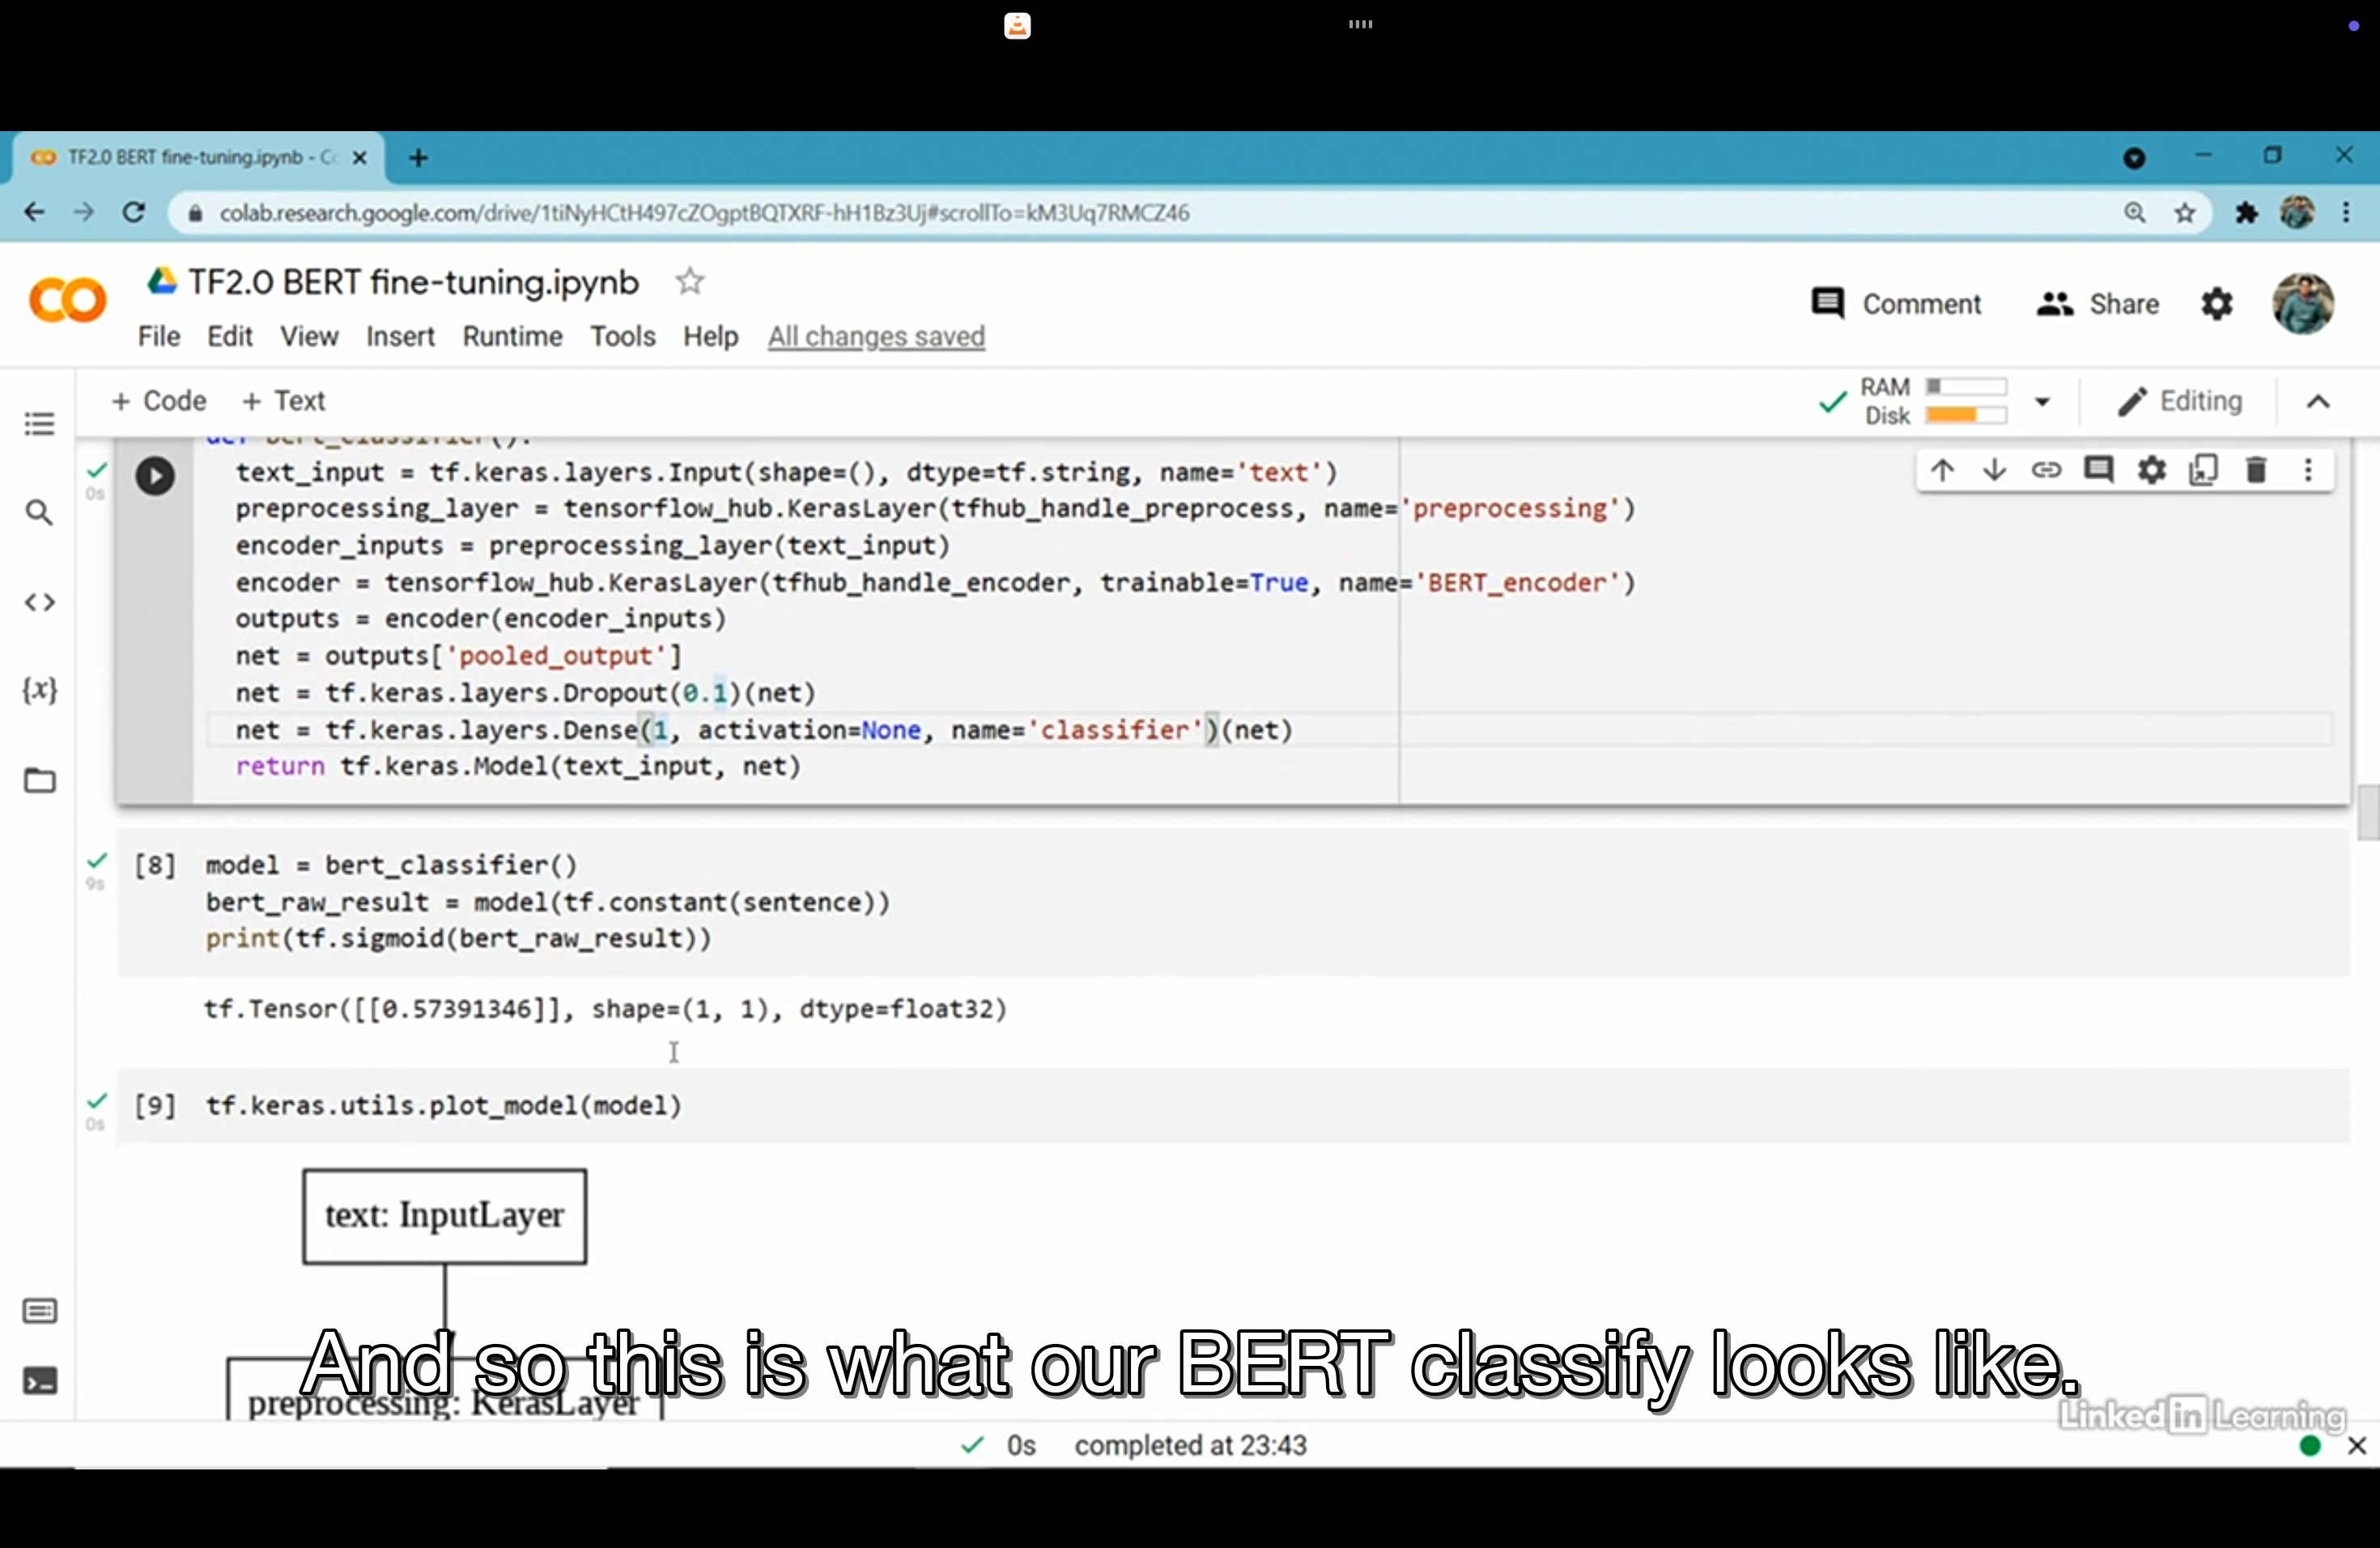 TF2.0 BERT fine-tuning.ipynb - Co
colab.research.google.com/drive/1tiNyHCtH497cZOgptBQTXRF-hH1Bz3Uj#scrollTo=kM3Uq7RMCZ46
TF2.0 BERT fine-tuning.ipynb
Comment
Share
File Edit View Insert Runtime Tools Help All changes saved
+ Code + Text
RAM
Disk
Editing
def bert_classifier():
0s
text_input = tf.keras.layers.Input(shape=(), dtype=tf.string, name='text')
preprocessing_layer = tensorflow_hub.KerasLayer(tfhub_handle_preprocess, name='preprocessing')
encoder_inputs = preprocessing_layer(text_input)
encoder = tensorflow_hub.KerasLayer(tfhub_handle_encoder, trainable=True, name='BERT_encoder')
outputs = encoder(encoder_inputs)
net = outputs['pooled_output']
net = tf.keras.layers.Dropout(0.1)(net)
net = tf.keras.layers.Dense(1, activation=None, name='classifier')(net)
return tf.keras.Model(text_input, net)
[8] model = bert_classifier()
9s
bert_raw_result = model(tf.constant(sentence))
print(tf.sigmoid(bert_raw_result))
tf.Tensor([[0.57391346]], shape=(1, 1), dtype=float32)
[9] tf.keras.utils.plot_model(model)
0s
text: InputLayer
And so this is what our BERT classify looks like.
preprocessing: KerasLayer
LinkedIn Learning
0s completed at 23:43